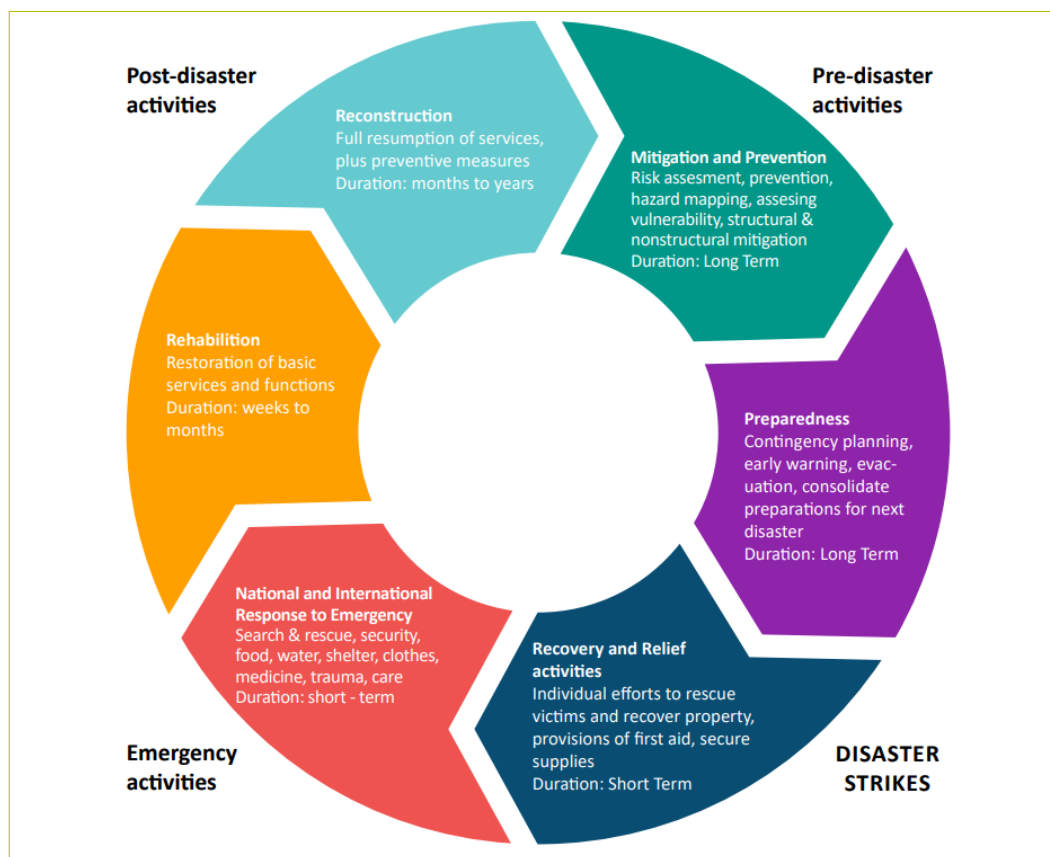 Post-disaster
activities
Pre-disaster
activities
Reconstruction
Full resumption of services,
plus preventive measures
Duration: months to years
Mitigation and Prevention
Risk assesment, prevention,
hazard mapping, assesing
vulnerability, structural &
nonstructural mitigation
Duration: Long Term
Preparedness
Contingency planning,
early warning, evac-
uation, consolidate
preparations for next
disaster
Duration: Long Term
DISASTER
STRIKES
Recovery and Relief
activities
Individual efforts to rescue
victims and recover property,
provisions of first aid, secure
supplies
Duration: Short Term
National and International
Response to Emergency
Search & rescue, security,
food, water, shelter, clothes,
medicine, trauma, care
Duration: short - term
Emergency
activities
Rehabilition
Restoration of basic
services and functions
Duration: weeks to
months